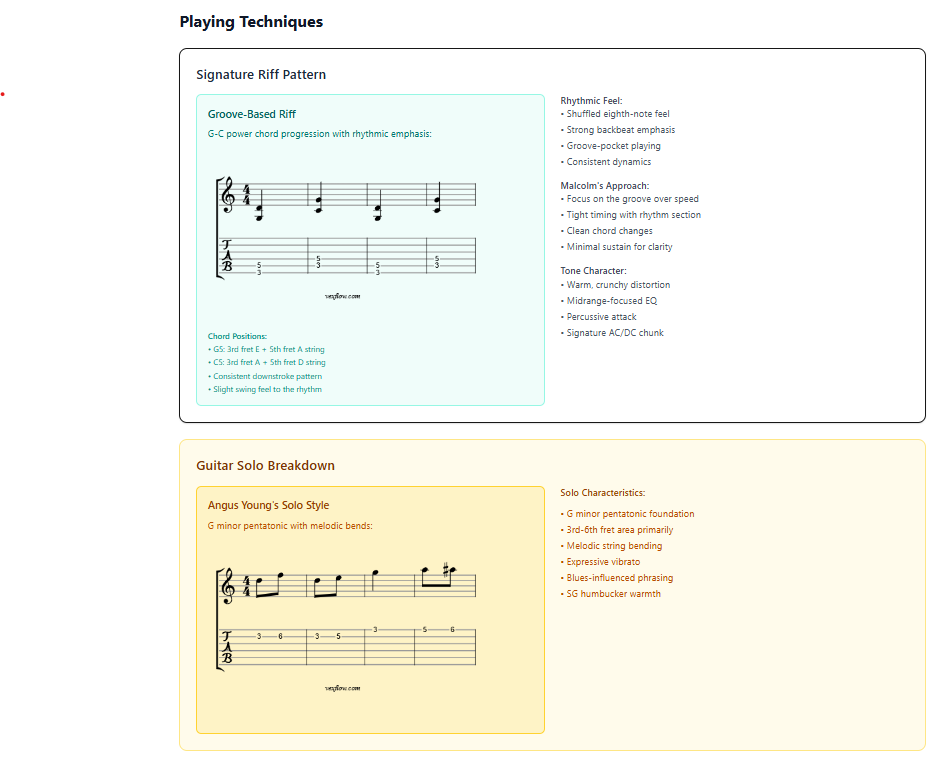 Playing Techniques
Signature Riff Pattern
Groove-Based Riff
G-C power chord progression with rhythmic emphasis:
4
4
T
A
B
5
3
5
3
5
3
5
3
vexflow.com
Chord Positions:
• G5: 3rd fret E + 5th fret A string
• C5: 3rd fret A + 5th fret D string
• Consistent downstroke pattern
• Slight swing feel to the rhythm
Rhythmic Feel:
• Shuffled eighth-note feel
• Strong backbeat emphasis
• Groove-pocket playing
• Consistent dynamics
Malcolm's Approach:
• Focus on the groove over speed
• Tight timing with rhythm section
• Clean chord changes
• Minimal sustain for clarity
Tone Character:
• Warm, crunchy distortion
• Midrange-focused EQ
• Percussive attack
• Signature AC/DC chunk
Guitar Solo Breakdown
Angus Young's Solo Style
G minor pentatonic with melodic bends:
4
4
T
A
B
3 6 3 5 3 5 6
vexflow.com
Solo Characteristics:
• G minor pentatonic foundation
• 3rd-6th fret area primarily
• Melodic string bending
• Expressive vibrato
• Blues-influenced phrasing
• SG humbucker warmth